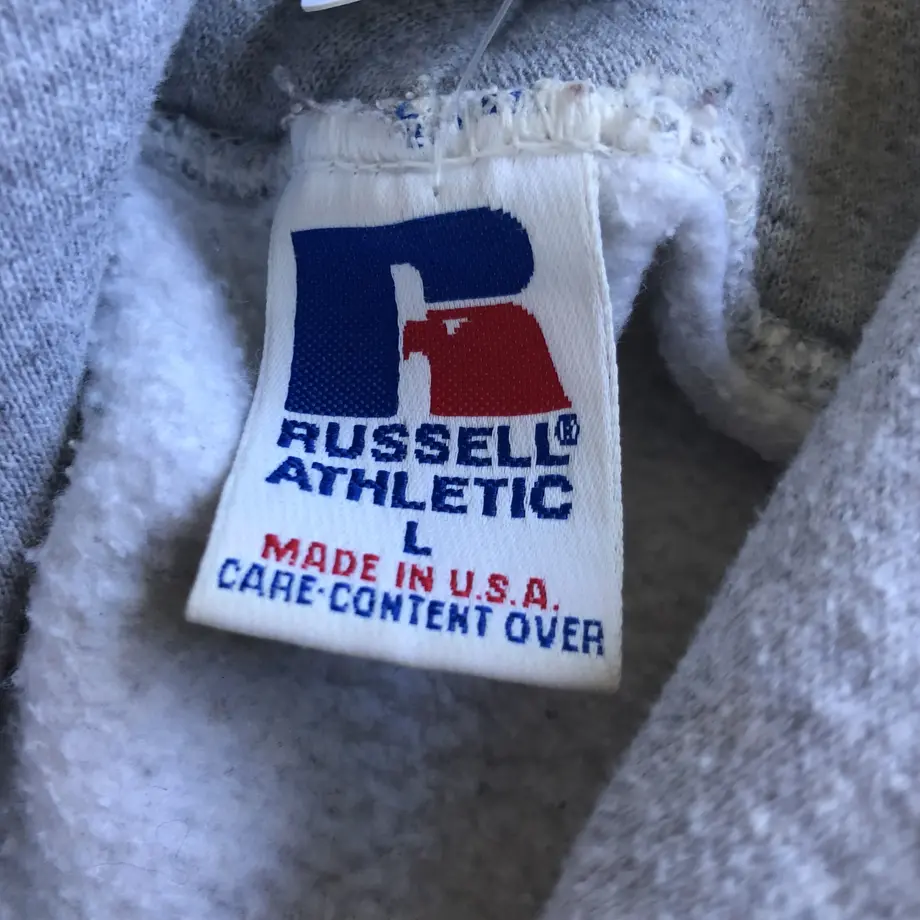 RUSSELL®
ATHLETIC
L
MADE IN U.S.A.
CARE-CONTENT OVER